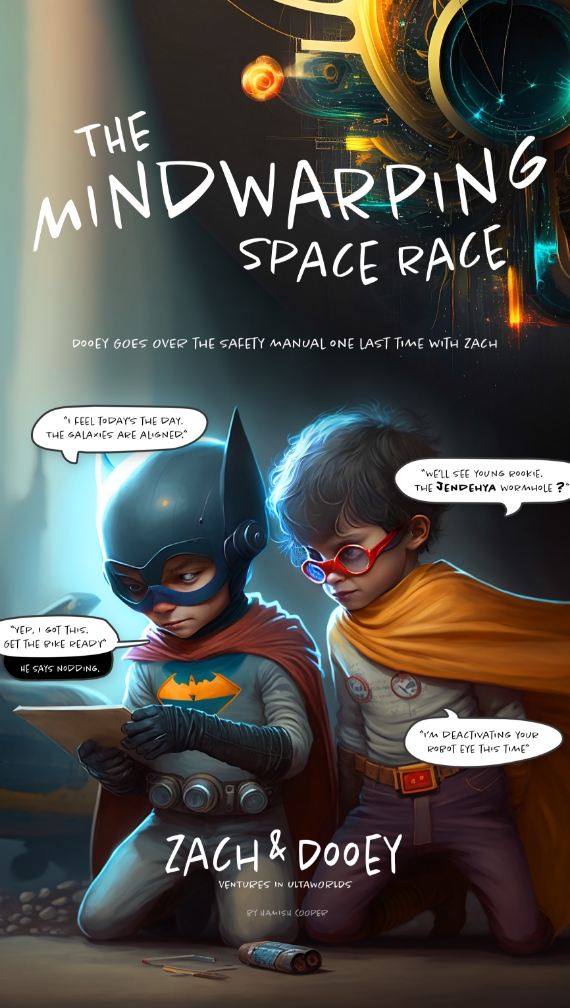 THE
MINDWARPING
SPACE RACE
DOOEY GOES OVER THE SAFETY MANUAL ONE LAST TIME WITH ZACH
"I FEEL TODAY'S THE DAY.
THE GALAXIES ARE ALIGNED."
"WE'LL SEE YOUNG ROOKIE.
THE JENDEHYA WORMHOLE ?"
"YEP, I GOT THIS.
GET THE BIKE READY"
HE SAYS NODDING.
"I'M DEACTIVATING YOUR
ROBOT EYE THIS TIME"
ZACH & DOOEY
VENTURES IN ULTAWORLDS
BY HAMISH COOPER